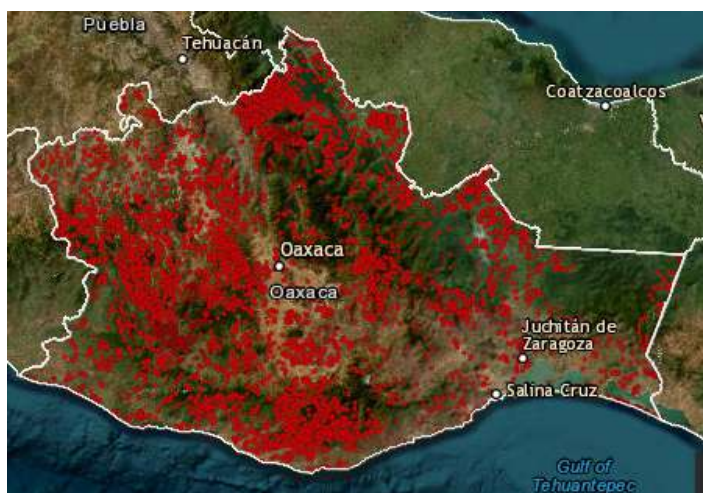 Puebla
Tehuacán
Coatzacoalcos
Oaxaca
Oaxaca
Juchitán de
Zaragoza
Salina Cruz
Gulf of
Tehuantepec